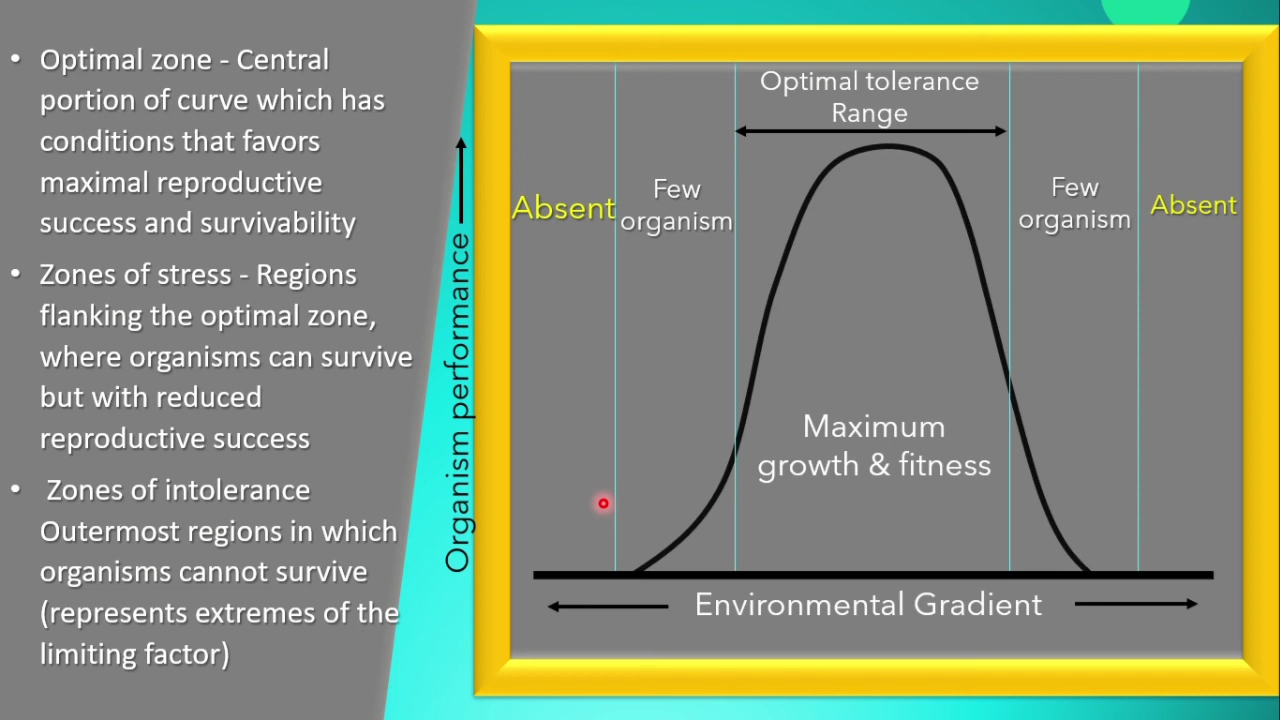 • Optimal zone - Central
portion of curve which has
conditions that favors
maximal reproductive
success and survivability
• Zones of stress - Regions
flanking the optimal zone,
where organisms can survive
but with reduced
reproductive success
• Zones of intolerance
Outermost regions in which
organisms cannot survive
(represents extremes of the
limiting factor)
Organism performance
Optimal tolerance
Range
Absent
Few
organism
Few
organism
Absent
Maximum
growth & fitness
Environmental Gradient